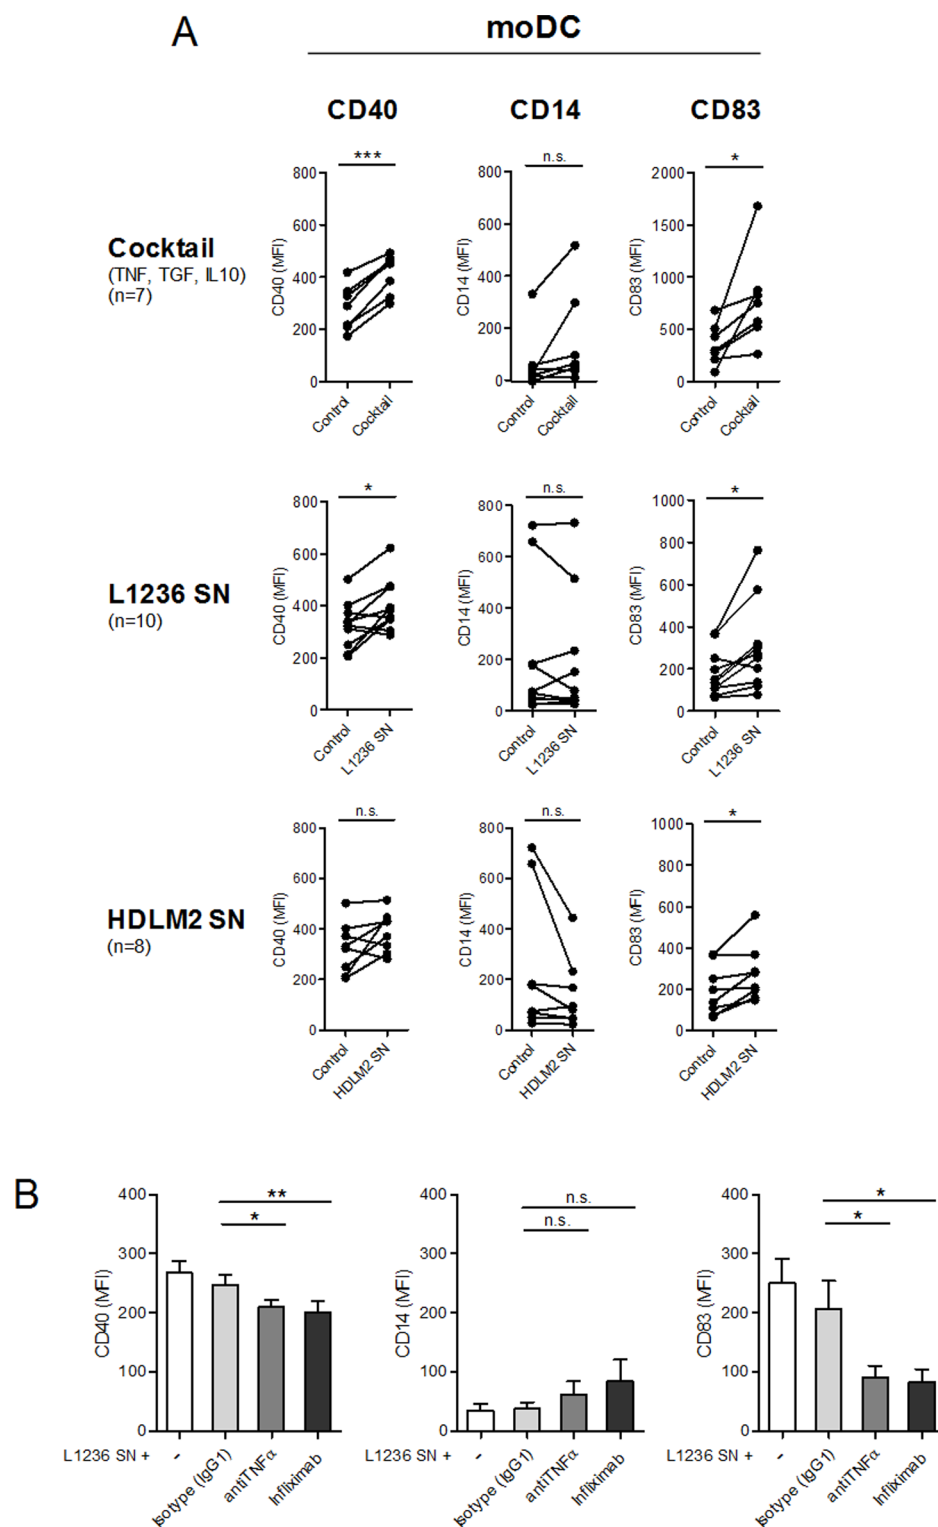 A
moDC
CD40
CD14
CD83
Cocktail
(TNF, TGF, IL10)
(n=7)
***
CD40 (MFI)
800
600
400
200
0
Control
Cocktail
n.s.
CD14 (MFI)
800
600
400
200
0
Control
Cocktail
*
CD83 (MFI)
2000
1500
1000
500
0
Control
Cocktail
L1236 SN
(n=10)
*
CD40 (MFI)
800
600
400
200
0
Control
L1236 SN
n.s.
CD14 (MFI)
800
600
400
200
0
Control
L1236 SN
*
CD83 (MFI)
1000
800
600
400
200
0
Control
L1236 SN
HDLM2 SN
(n=8)
n.s.
CD40 (MFI)
800
600
400
200
0
Control
HDLM2 SN
n.s.
CD14 (MFI)
800
600
400
200
0
Control
HDLM2 SN
*
CD83 (MFI)
1000
800
600
400
200
0
Control
HDLM2 SN
B
**
*
CD40 (MFI)
400
300
200
100
0
L1236 SN +
-
Isotype (IgG1)
antiTNFα
Infliximab
n.s.
n.s.
CD14 (MFI)
400
300
200
100
0
L1236 SN +
-
Isotype (IgG1)
antiTNFα
Infliximab
*
*
CD83 (MFI)
400
300
200
100
0
L1236 SN +
-
Isotype (IgG1)
antiTNFα
Infliximab